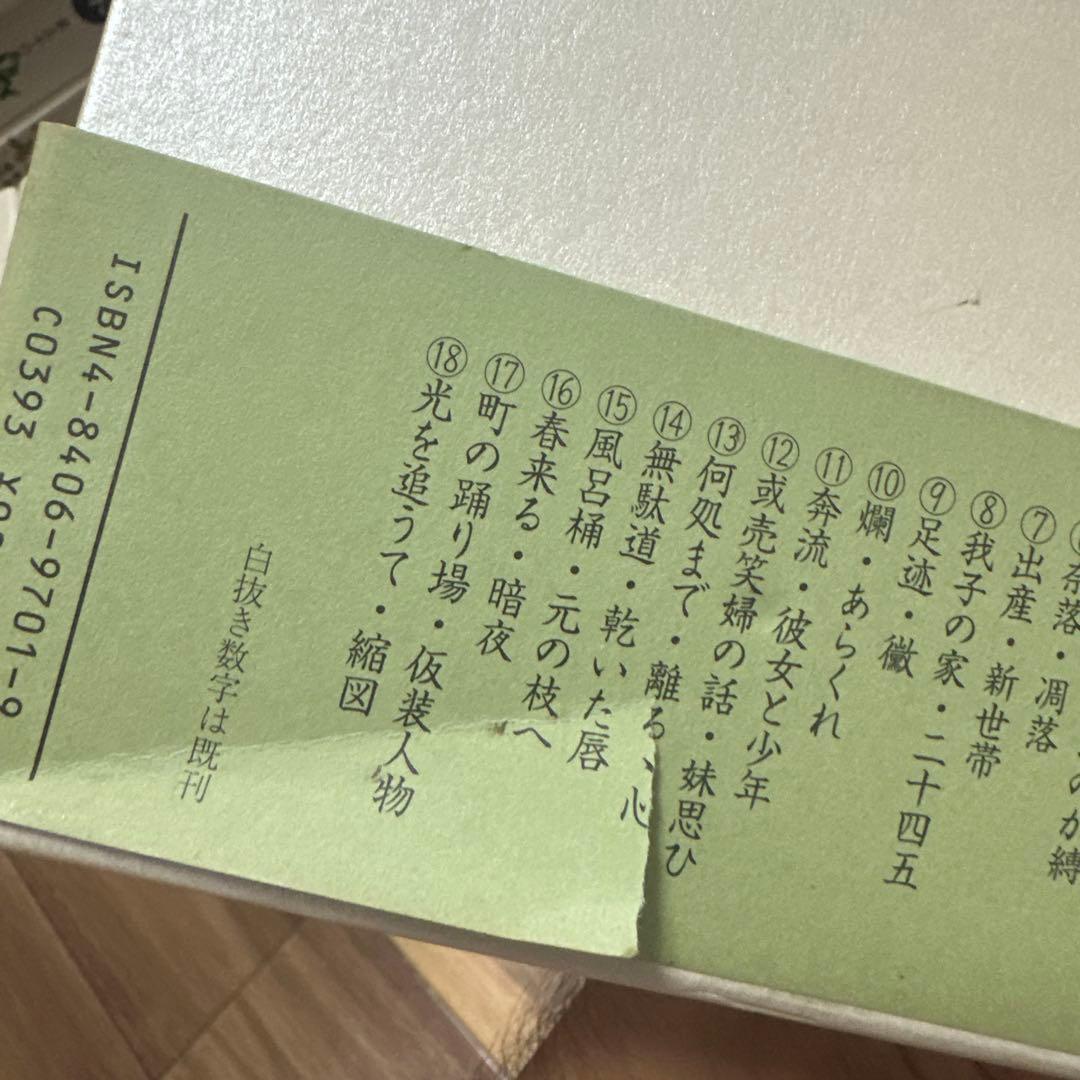 落・凋落
⑦出産・新世帯
⑧我子の家・二十四五
⑨足迹・黴
⑩爛・あらくれ
⑪奔流・彼女と少年
⑫或売笑婦の話・妹思ひ
⑬何処まで・離る
心
⑭無駄道・乾いた唇
⑮風呂桶・元の枝へ
⑯春来る・暗夜
⑰町の踊り場・仮装人物
⑱光を追うて・縮図
白抜き数字は既刊
ISBN4-8406-9701-9
C0393